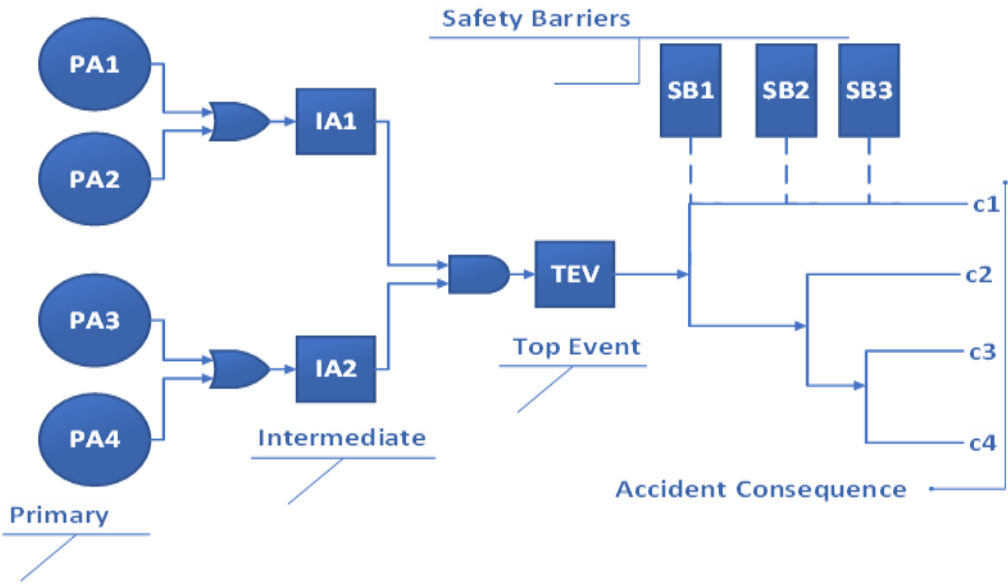 Safety Barriers
PA1
PA2
IA1
SB1
SB2
SB3
c1
c2
c3
c4
TEV
PA3
PA4
IA2
Top Event
Intermediate
Accident Consequence
Primary